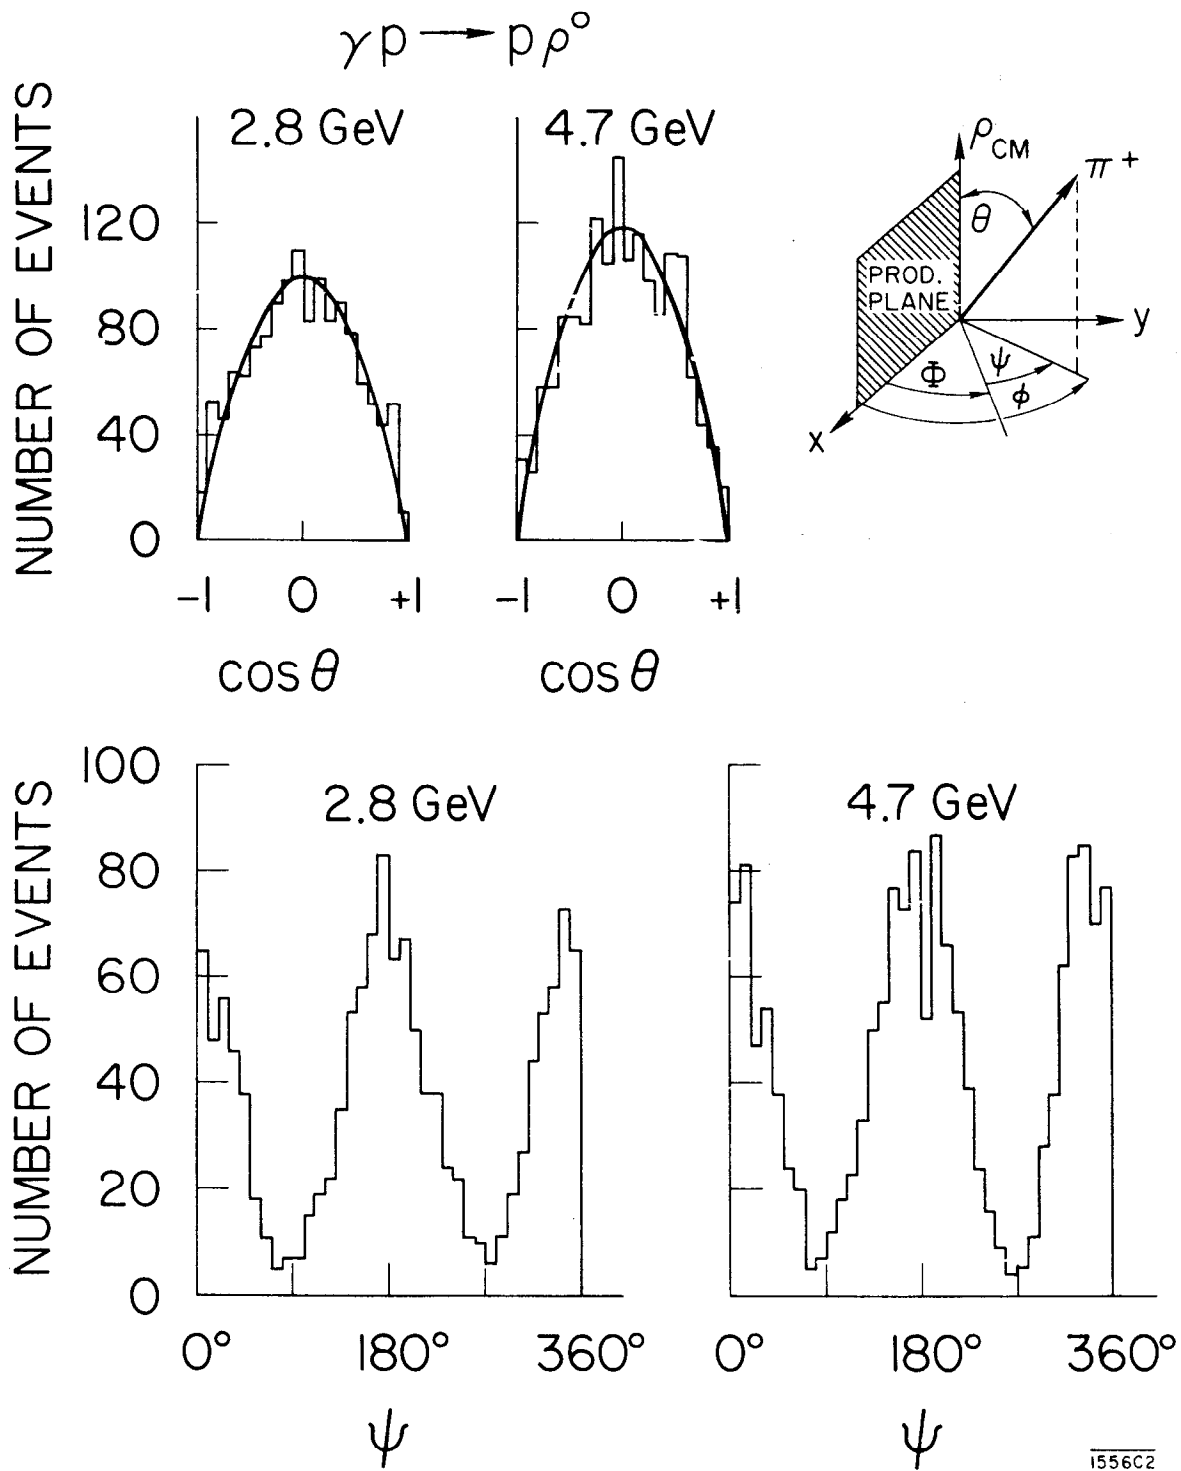 γp → pρ°
NUMBER OF EVENTS
2.8 GeV
120
80
40
0
-1 0 +1
cos θ
4.7 GeV
-1 0 +1
cos θ
ρCM
π+
θ
PROD.
PLANE
y
Φ
ψ
ϕ
x
NUMBER OF EVENTS
100
80
60
40
20
0
2.8 GeV
0° 180° 360°
ψ
4.7 GeV
0° 180° 360°
ψ
1556C2